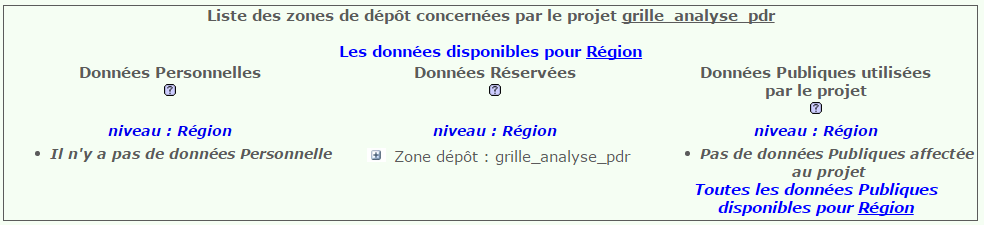 Liste des zones de dépôt concernées par le projet grille_analyse_pdr
Les données disponibles pour Région
Données Personnelles
?
niveau : Région
• Il n'y a pas de données Personnelle
Données Réservées
?
niveau : Région
Zone dépôt : grille_analyse_pdr
Données Publiques utilisées
par le projet
?
niveau : Région
• Pas de données Publiques affectée
au projet
Toutes les données Publiques
disponibles pour Région